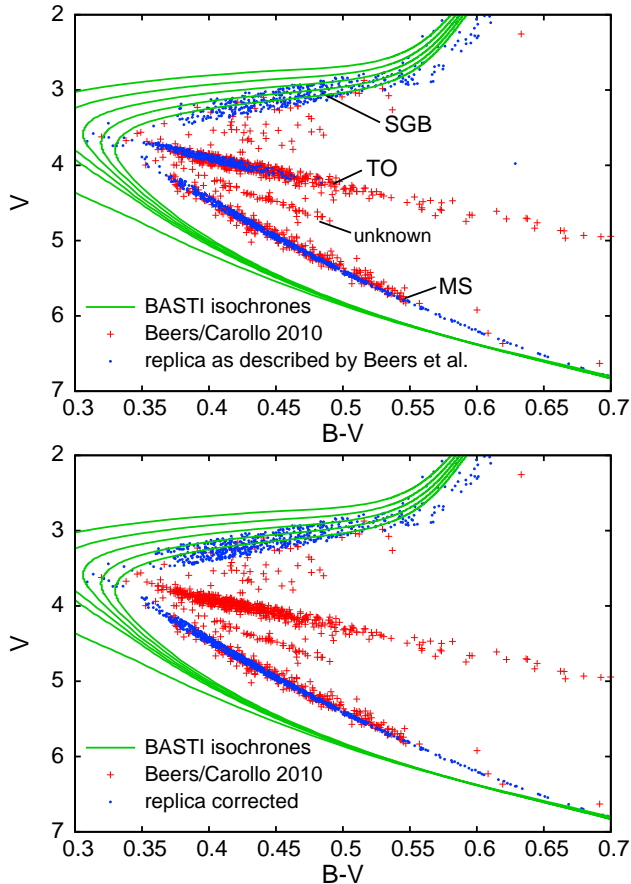 2
3
4
5
6
7
V
SGB
TO
unknown
MS
BASTI isochrones
Beers/Carollo 2010
replica as described by Beers et al.
0.3 0.35 0.4 0.45 0.5 0.55 0.6 0.65 0.7
B-V
2
3
4
5
6
7
V
BASTI isochrones
Beers/Carollo 2010
replica corrected
0.3 0.35 0.4 0.45 0.5 0.55 0.6 0.65 0.7
B-V